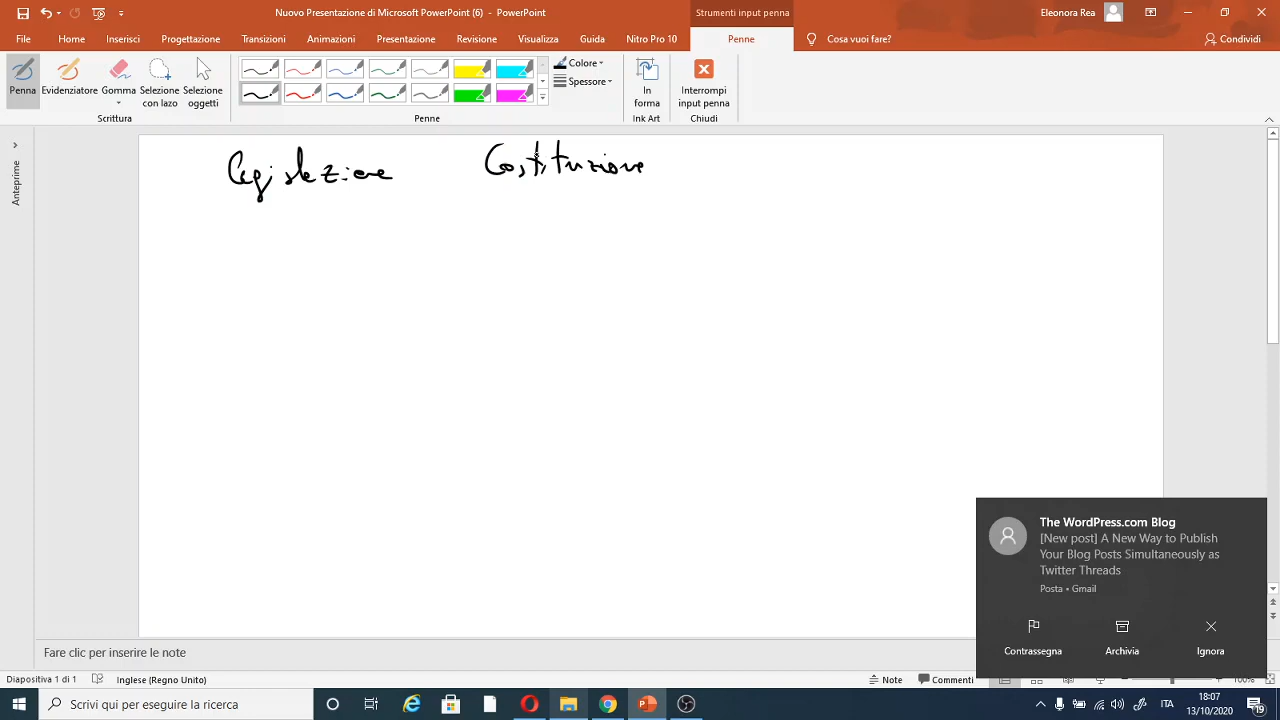 Nuovo Presentazione di Microsoft PowerPoint (6) - PowerPoint
Strumenti input penna
Eleonora Rea
File Home Inserisci Progettazione Transizioni Animazioni Presentazione Revisione Visualizza Guida Nitro Pro 10 Penne Cosa vuoi fare? Condividi
Penna
Evidenziatore
Gomma
Selezione con lazo
Selezione oggetti
Colore
Spessore
In forma
Interrompi input penna
Scrittura
Penne
Ink Art
Chiudi
Anteprime
Legislazione Costituzione
The WordPress.com Blog
[New post] A New Way to Publish
Your Blog Posts Simultaneously as
Twitter Threads
Posta • Gmail
Contrassegna Archivia Ignora
Fare clic per inserire le note
Diapositiva 1 di 1 Inglese (Regno Unito) Note Commenti 100%
Scrivi qui per eseguire la ricerca
ITA
18:07
13/10/2020
19